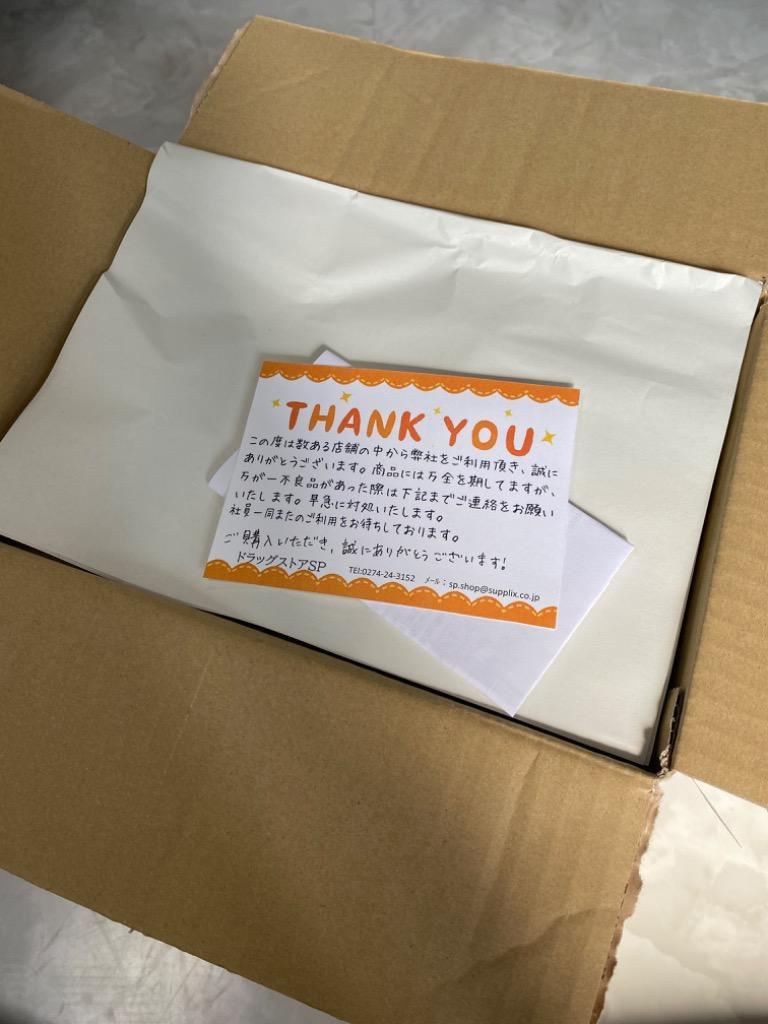 THANK YOU
この度は数ある店舗の中から弊社をご利用頂き、誠に
ありがとうございます。商品には万全を期してますが、
万が一不良品があった際は下記までご連絡をお願い
いたします。早急に対処いたします。
社員一同またのご利用をお待ちしております。
ご購入いただき、誠にありがとうございます!
ドラッグストアSP
TEl:0274-24-3152 メール:sp.shop@supplix.co.jp